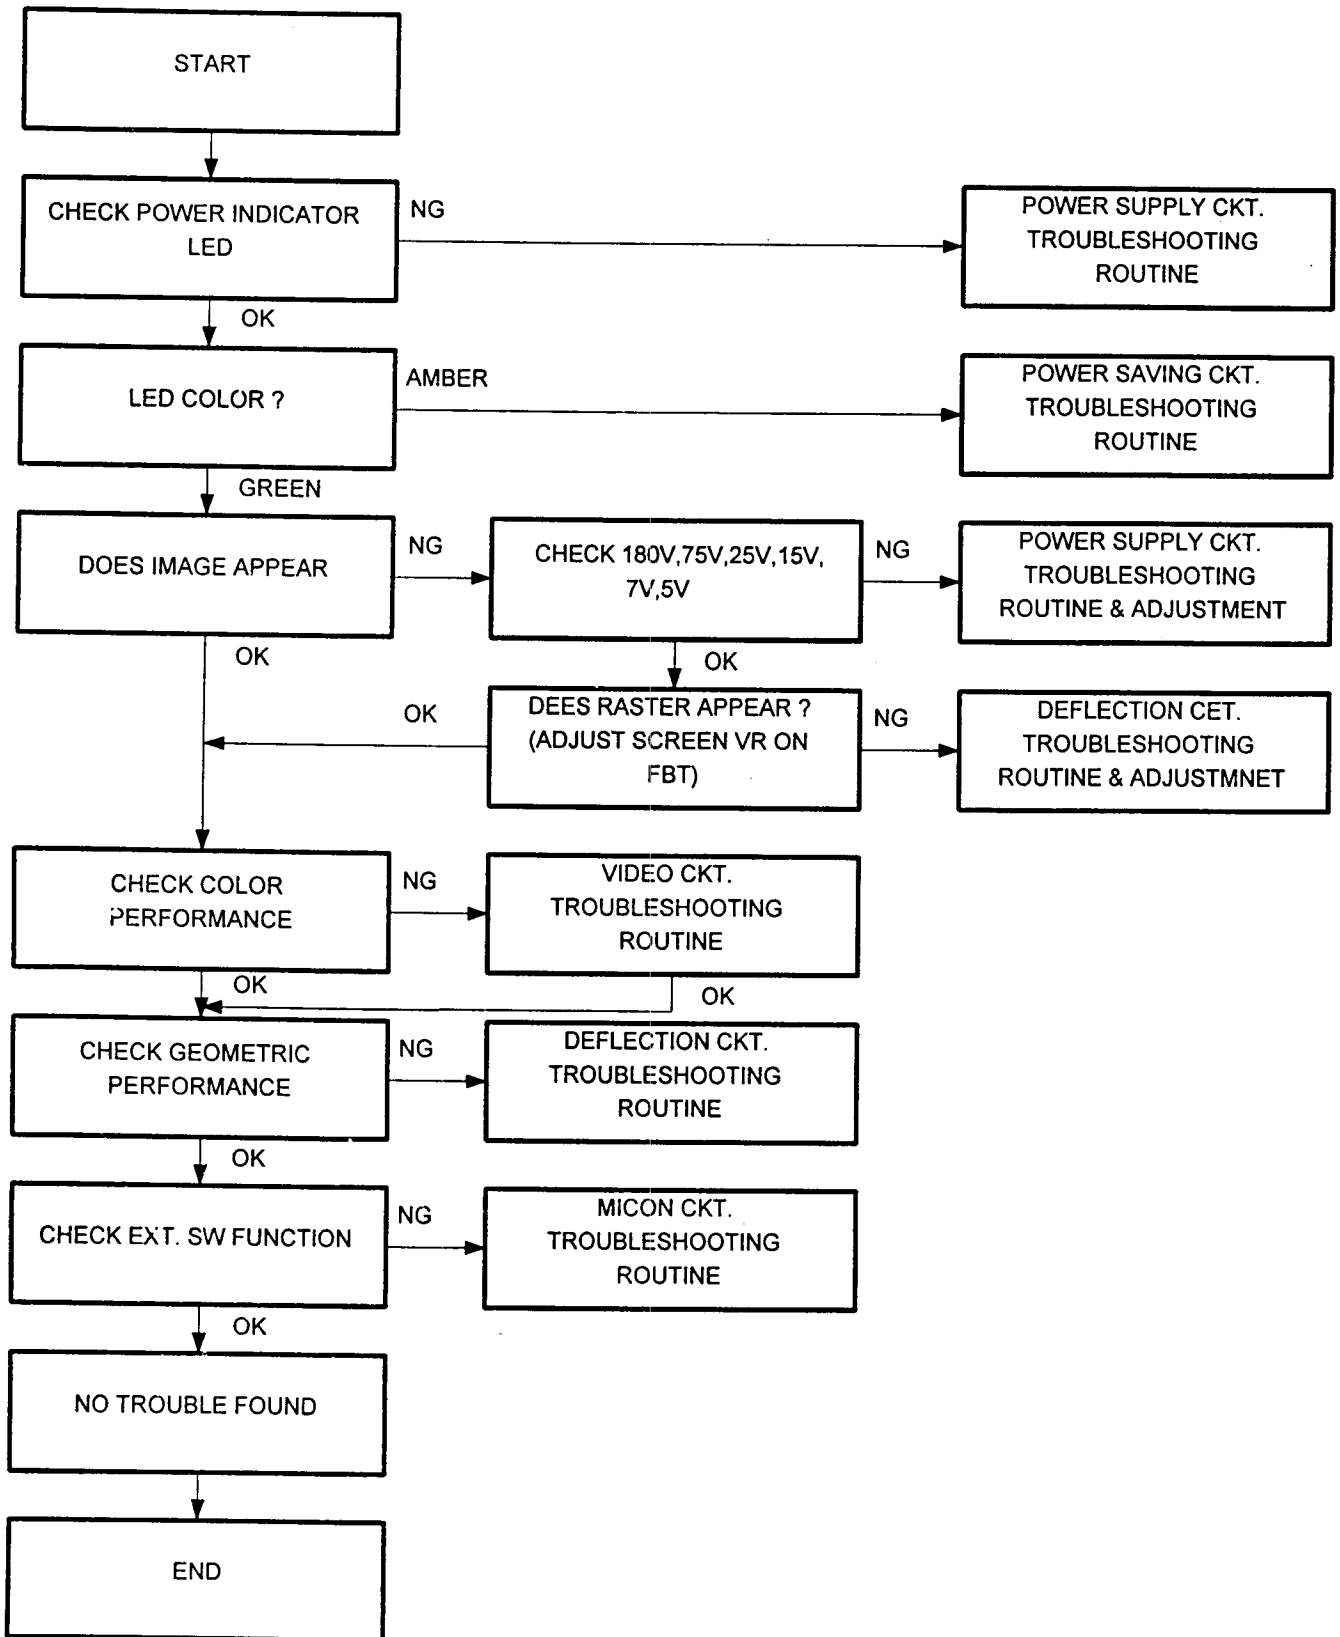 START
CHECK POWER INDICATOR
LED
NG
POWER SUPPLY CKT.
TROUBLESHOOTING
ROUTINE
OK
LED COLOR ?
AMBER
POWER SAVING CKT.
TROUBLESHOOTING
ROUTINE
GREEN
DOES IMAGE APPEAR
NG
CHECK 180V,75V,25V,15V,
7V,5V
NG
POWER SUPPLY CKT.
TROUBLESHOOTING
ROUTINE & ADJUSTMENT
OK
OK
OK
DEES RASTER APPEAR ?
(ADJUST SCREEN VR ON
FBT)
NG
DEFLECTION CET.
TROUBLESHOOTING
ROUTINE & ADJUSTMNET
CHECK COLOR
PERFORMANCE
NG
VIDEO CKT.
TROUBLESHOOTING
ROUTINE
OK
OK
CHECK GEOMETRIC
PERFORMANCE
NG
DEFLECTION CKT.
TROUBLESHOOTING
ROUTINE
OK
CHECK EXT. SW FUNCTION
NG
MICON CKT.
TROUBLESHOOTING
ROUTINE
OK
NO TROUBLE FOUND
END